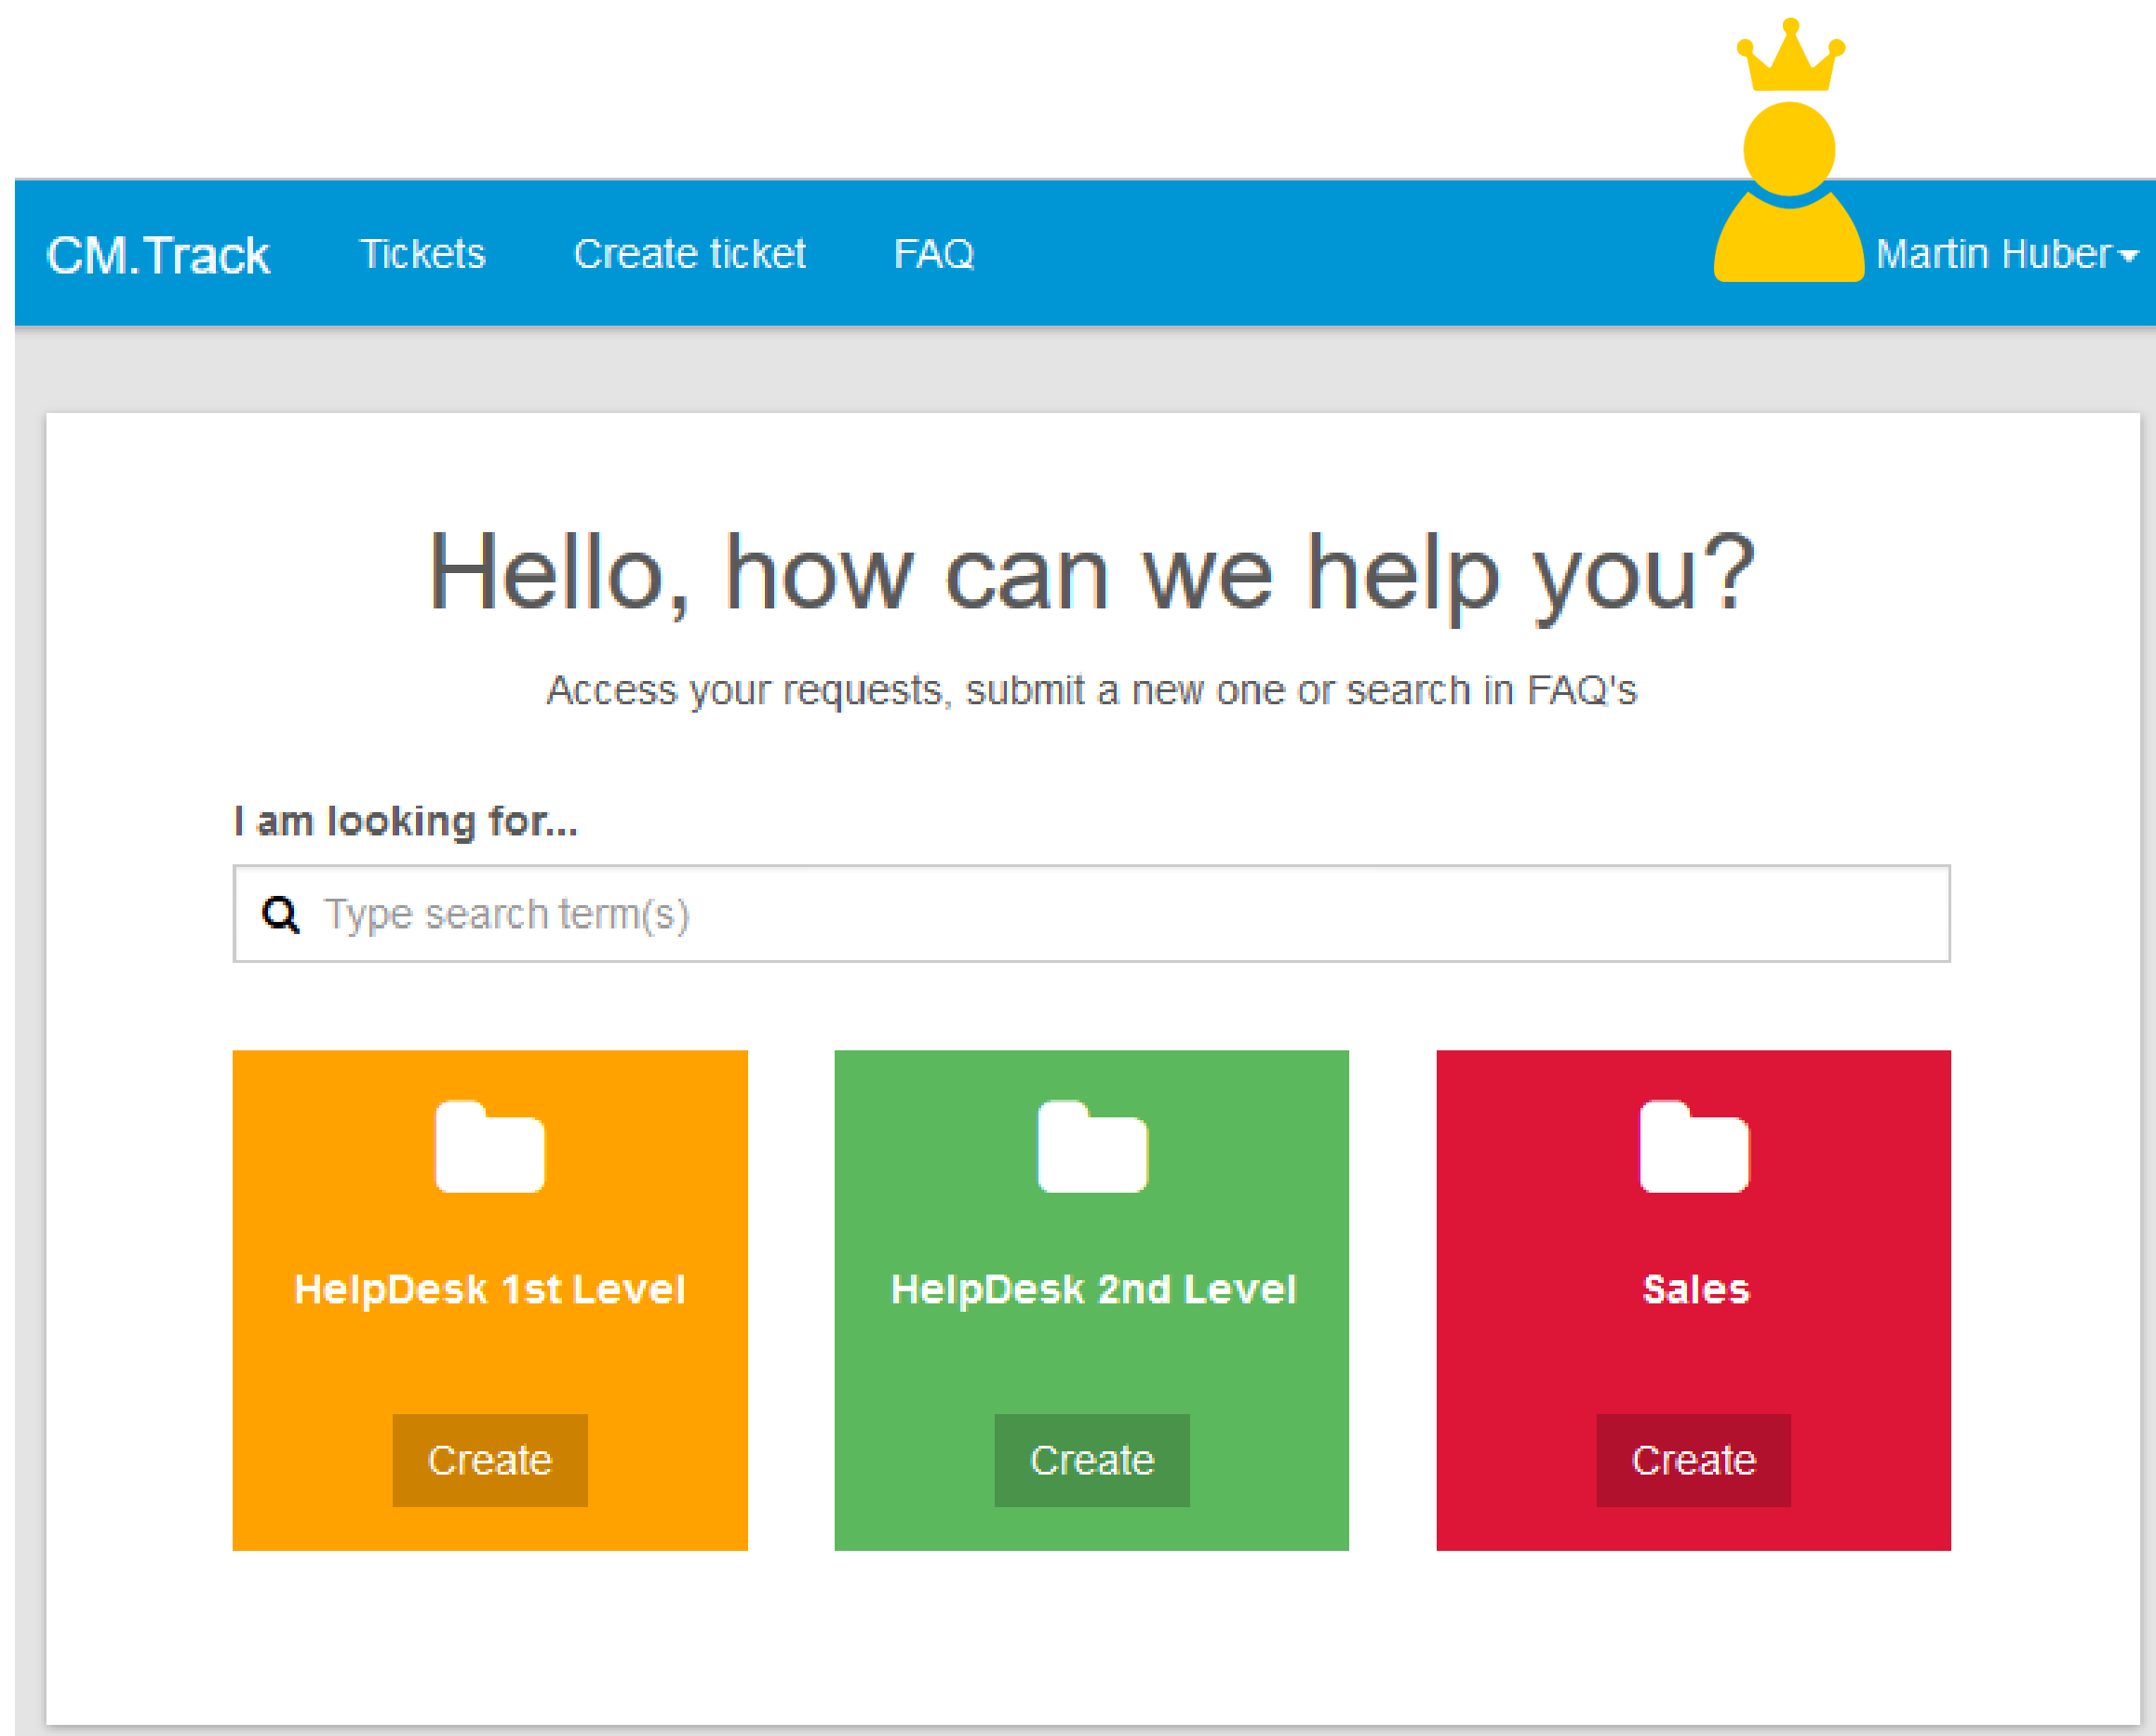 CM.Track Tickets Create ticket FAQ Martin Huber
Hello, how can we help you?
Access your requests, submit a new one or search in FAQ's
I am looking for...
Type search term(s)
HelpDesk 1st Level HelpDesk 2nd Level Sales
Create Create Create